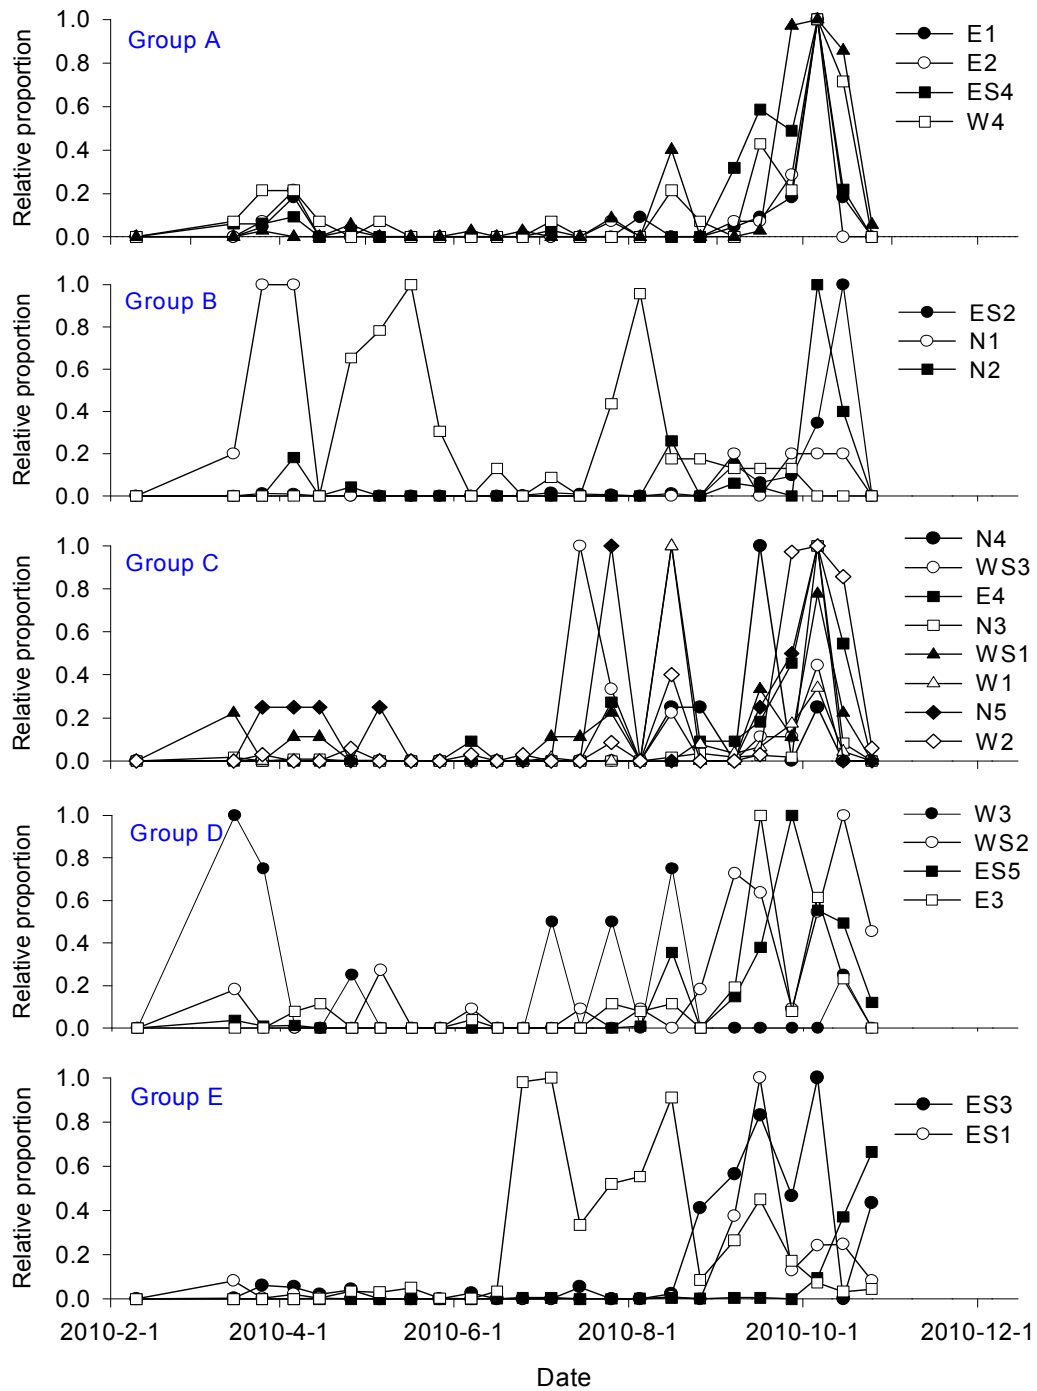 Group A
Relative proportion
1.0
0.8
0.6
0.4
0.2
0.0
E1
E2
ES4
W4
Group B
Relative proportion
1.0
0.8
0.6
0.4
0.2
0.0
ES2
N1
N2
Group C
Relative proportion
1.0
0.8
0.6
0.4
0.2
0.0
N4
WS3
E4
N3
WS1
W1
N5
W2
Group D
Relative proportion
1.0
0.8
0.6
0.4
0.2
0.0
W3
WS2
ES5
E3
Group E
Relative proportion
1.0
0.8
0.6
0.4
0.2
0.0
ES3
ES1
2010-2-1 2010-4-1 2010-6-1 2010-8-1 2010-10-1 2010-12-1
Date